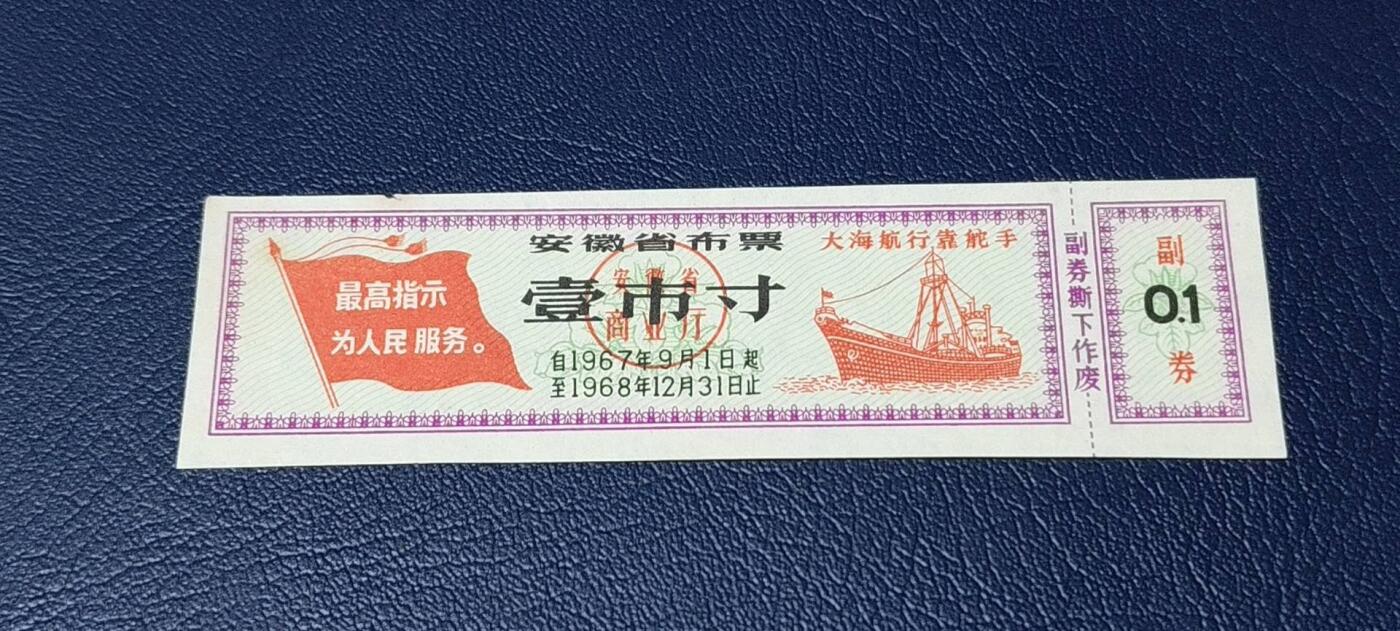 最高指示
为人民服务。
安徽省布票
壹市寸
安徽省
商业厅
自1967年9月1日起
至1968年12月31日止
大海航行靠舵手
副券撕下作废
副
0.1
券